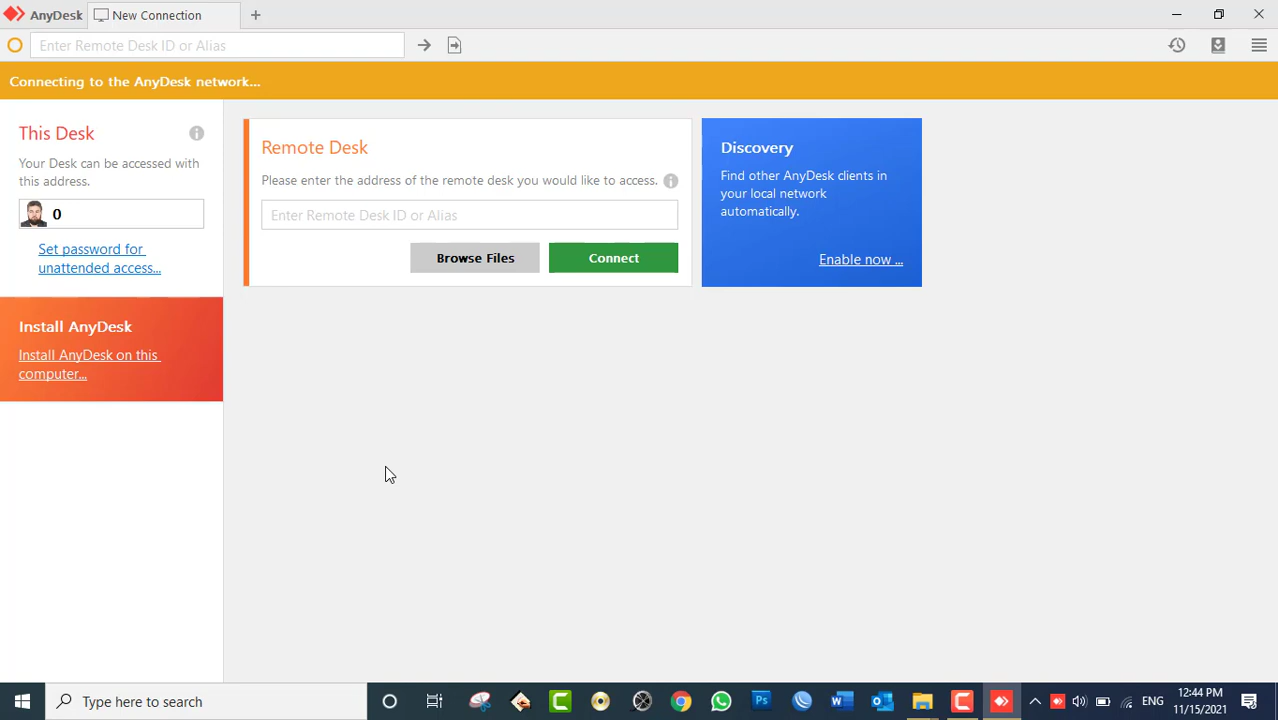 AnyDesk
New Connection
Enter Remote Desk ID or Alias
Connecting to the AnyDesk network...
This Desk
Your Desk can be accessed with
this address.
0
Set password for
unattended access...
Install AnyDesk
Install AnyDesk on this
computer...
Remote Desk
Please enter the address of the remote desk you would like to access.
Enter Remote Desk ID or Alias
Browse Files
Connect
Discovery
Find other AnyDesk clients in
your local network
automatically.
Enable now ...
Type here to search
Ps
ENG
12:44 PM
11/15/2021